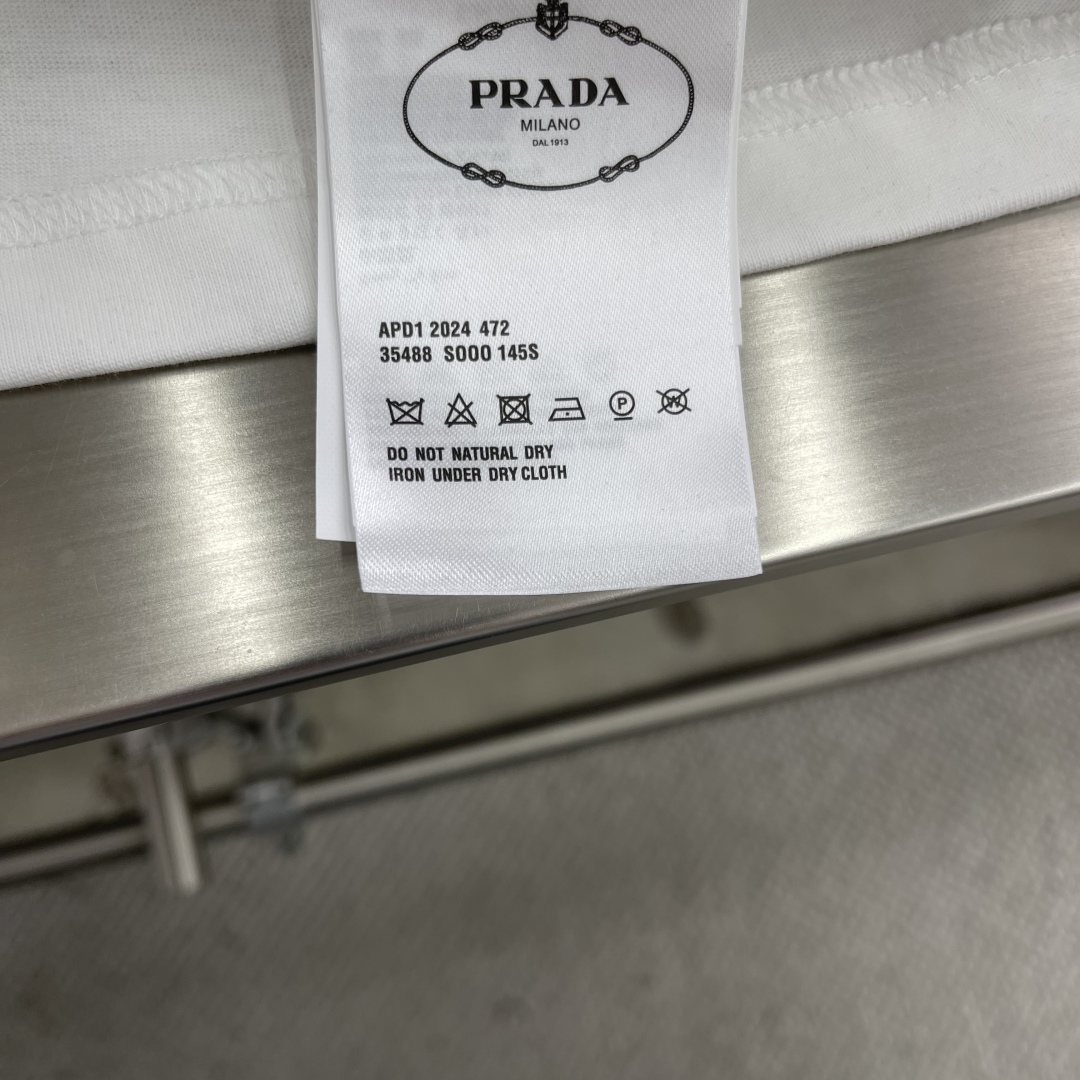 PRADA
MILANO
DAL 1913
APD1 2024 472
35488 S000 145S
P W
DO NOT NATURAL DRY
IRON UNDER DRY CLOTH